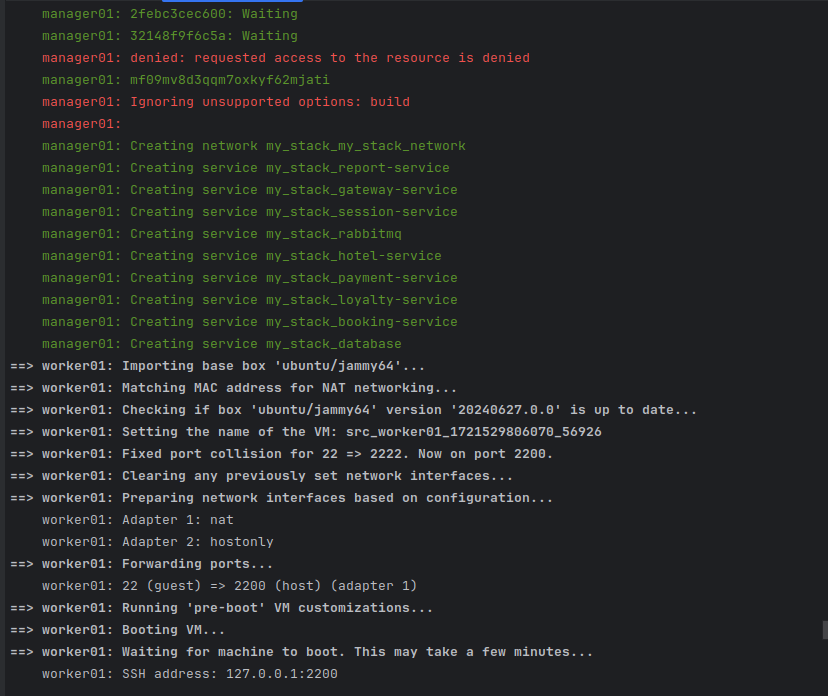 manager01: 2febc3cec600: Waiting
manager01: 32148f9f6c5a: Waiting
manager01: denied: requested access to the resource is denied
manager01: mf09mv8d3qqm7oxkyf62mjati
manager01: Ignoring unsupported options: build
manager01:
manager01: Creating network my_stack_my_stack_network
manager01: Creating service my_stack_report-service
manager01: Creating service my_stack_gateway-service
manager01: Creating service my_stack_session-service
manager01: Creating service my_stack_rabbitmq
manager01: Creating service my_stack_hotel-service
manager01: Creating service my_stack_payment-service
manager01: Creating service my_stack_loyalty-service
manager01: Creating service my_stack_booking-service
manager01: Creating service my_stack_database
==> worker01: Importing base box 'ubuntu/jammy64'...
==> worker01: Matching MAC address for NAT networking...
==> worker01: Checking if box 'ubuntu/jammy64' version '20240627.0.0' is up to date...
==> worker01: Setting the name of the VM: src_worker01_1721529806070_56926
==> worker01: Fixed port collision for 22 => 2222. Now on port 2200.
==> worker01: Clearing any previously set network interfaces...
==> worker01: Preparing network interfaces based on configuration...
worker01: Adapter 1: nat
worker01: Adapter 2: hostonly
==> worker01: Forwarding ports...
worker01: 22 (guest) => 2200 (host) (adapter 1)
==> worker01: Running 'pre-boot' VM customizations...
==> worker01: Booting VM...
==> worker01: Waiting for machine to boot. This may take a few minutes...
worker01: SSH address: 127.0.0.1:2200